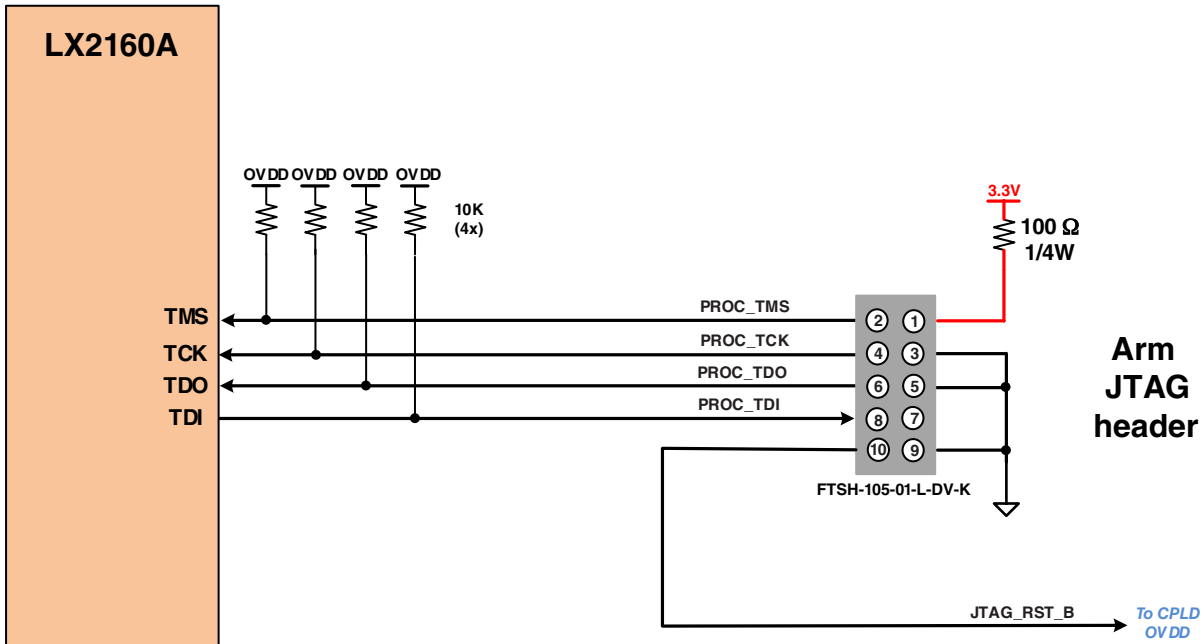 LX2160A
OVDD OVDD OVDD OVDD
10K
(4x)
3.3V
100 Ω
1/4W
TMS
PROC_TMS
2 1
TCK
PROC_TCK
4 3
TDO
PROC_TDO
6 5
TDI
PROC_TDI
8 7
10 9
Arm
JTAG
header
FTSH-105-01-L-DV-K
JTAG_RST_B
To CPLD
OVDD